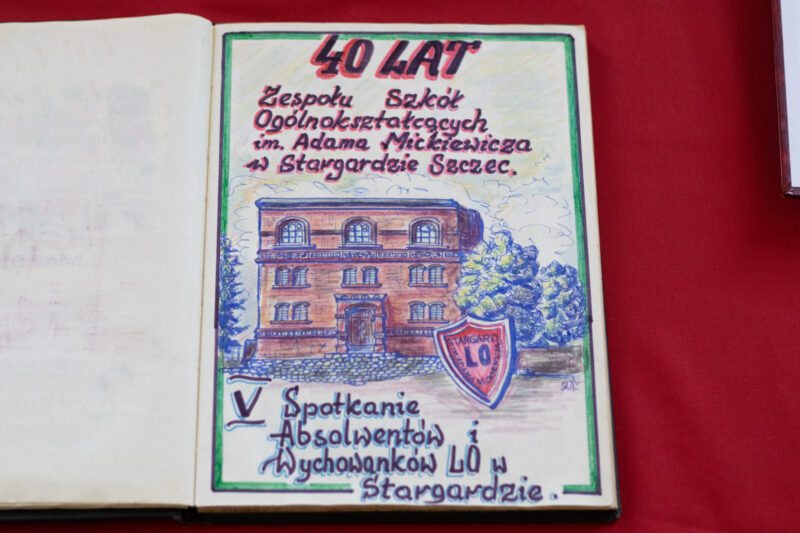 40 LAT
Zespołu Szkół
Ogólnokształcących
im. Adama Mickiewicza
w Stargardzie Szczec.
STARGARD
LO
V Spotkanie
Absolwentów i
Wychowanków LO w
Stargardzie.